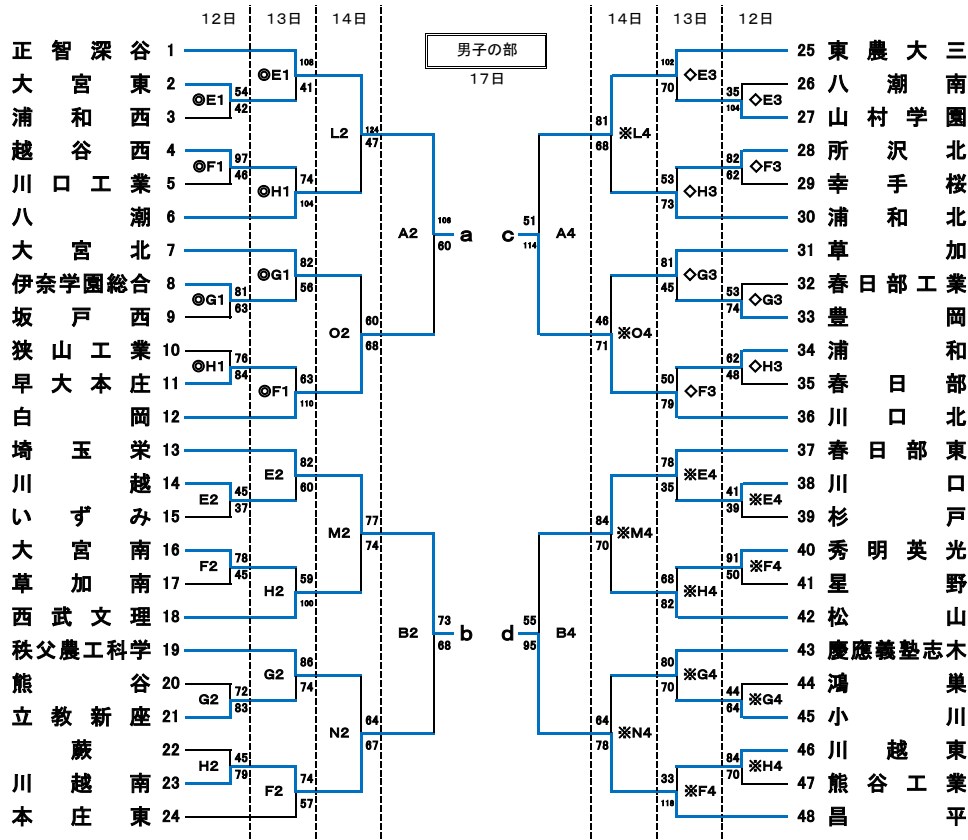 12日 13日 14日 男子の部 14日 13日 12日
17日
正智深谷 1
大宮東 2
浦和西 3
越谷西 4
川口工業 5
八潮 6
大宮北 7
伊奈学園総合 8
坂戸西 9
狭山工業 10
早大本庄 11
白岡 12
埼玉栄 13
川越 14
いずみ 15
大宮南 16
草加南 17
西武文理 18
秩父農工科学 19
熊谷 20
立教新座 21
蕨 22
川越南 23
本庄東 24
◎E1 54 42
◎F1 97 46
◎G1 81 63
◎H1 76 84
E2 45 37
F2 78 45
G2 72 83
H2 45 79
◎E1 108 41
◎H1 74 104
◎G1 82 56
◎F1 63 110
E2 82 60
H2 59 100
G2 86 74
F2 74 57
L2 124 47
O2 60 68
M2 77 74
N2 64 67
A2 108 60 a
B2 73 68 b
c 51 114 A4
d 55 95 B4
81 68 ※L4
46 71 ※O4
84 70 ※M4
64 78 ※N4
102 70 ◇E3
53 73 ◇H3
81 45 ◇G3
50 79 ◇F3
78 35 ※E4
68 82 ※H4
80 70 ※G4
33 118 ※F4
35 104 ◇E3
82 62 ◇F3
53 74 ◇G3
62 48 ◇H3
41 39 ※E4
91 50 ※F4
44 64 ※G4
84 70 ※H4
25 東農大三
26 八潮南
27 山村学園
28 所沢北
29 幸手桜
30 浦和北
31 草加
32 春日部工業
33 豊岡
34 浦和
35 春日部
36 川口北
37 春日部東
38 川口
39 杉戸
40 秀明英光
41 星野
42 松山
43 慶應義塾志木
44 鴻巣
45 小川
46 川越東
47 熊谷工業
48 昌平